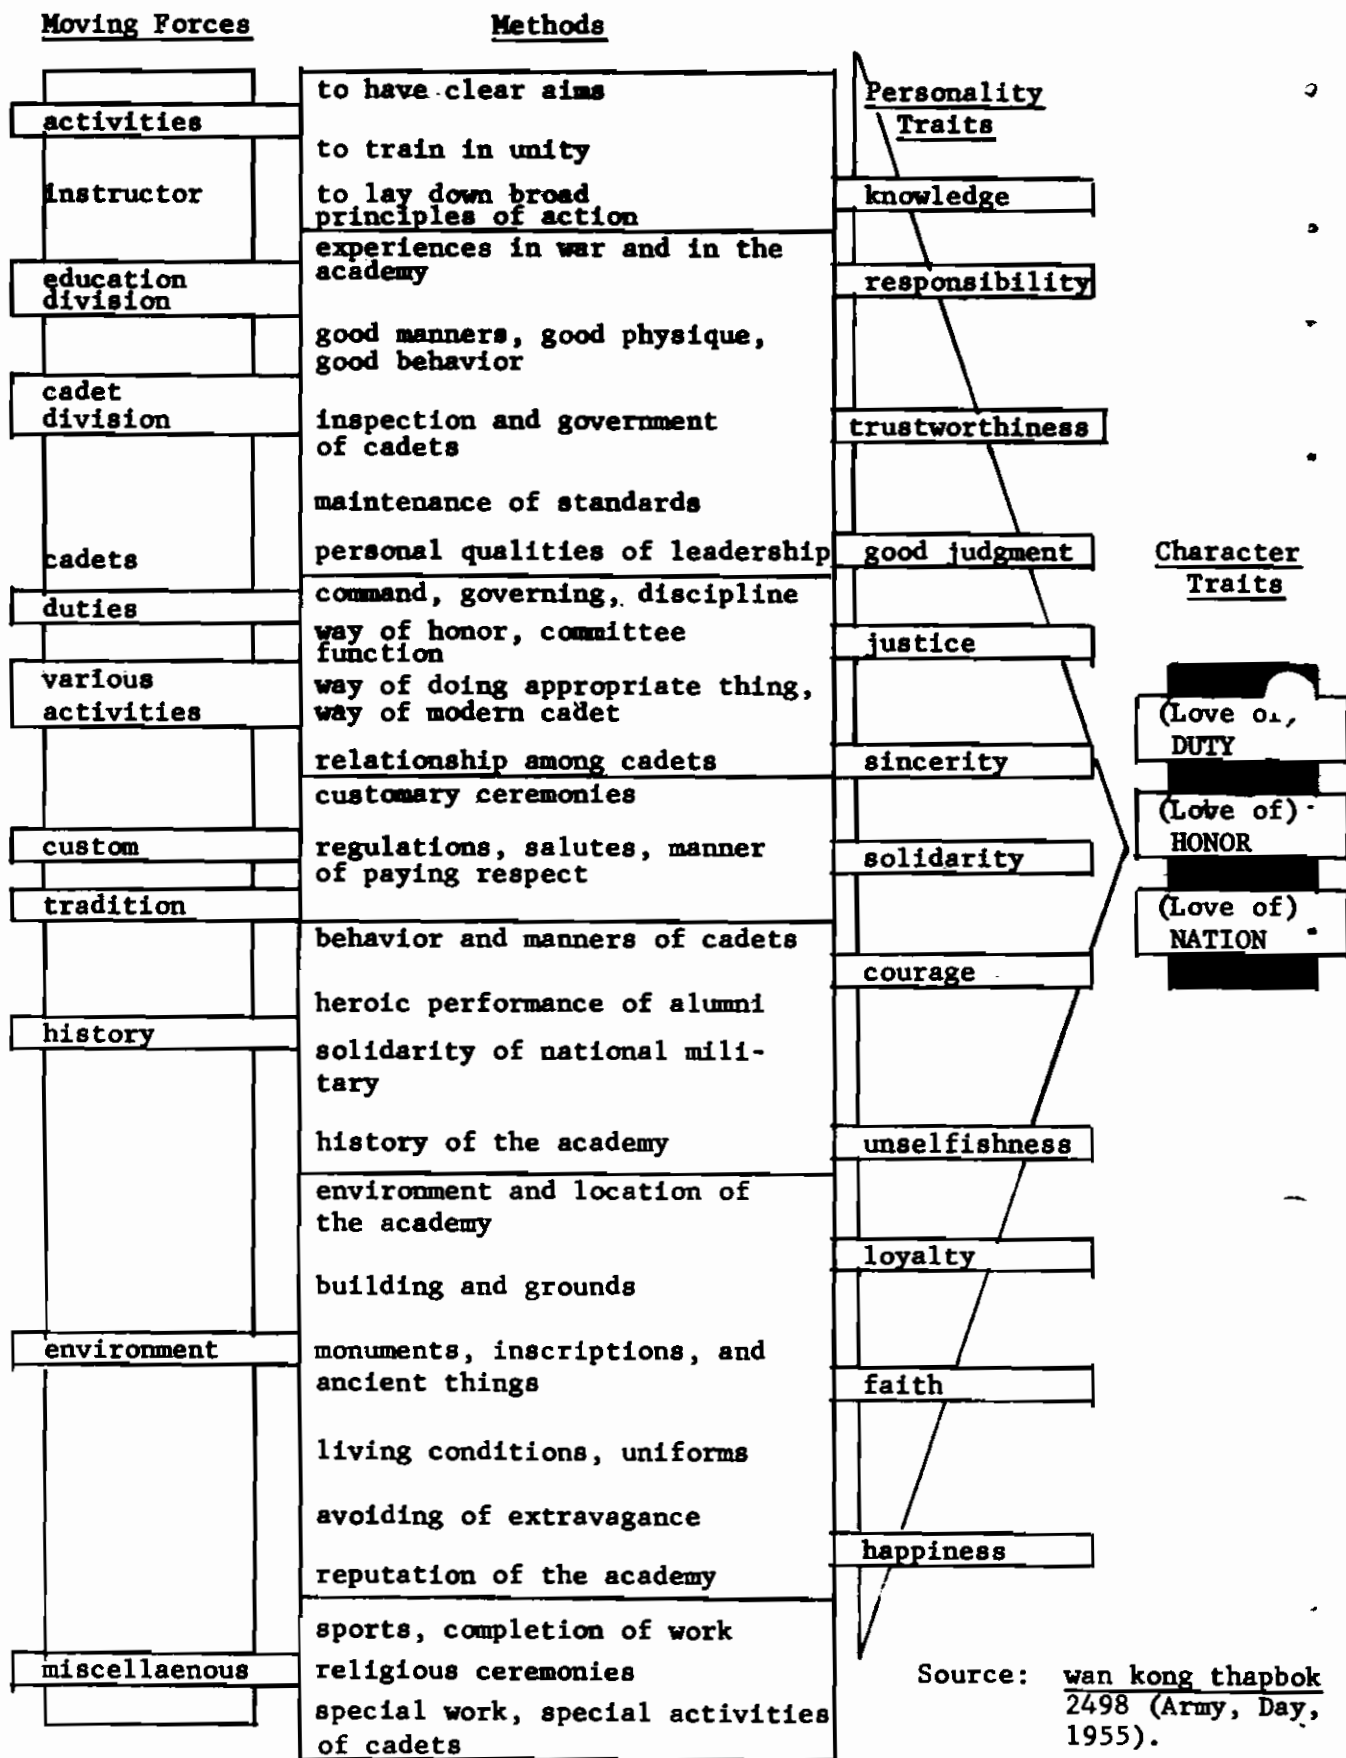 Moving Forces
activities
instructor
education
division
cadet
division
cadets
duties
various
activities
custom
tradition
history
environment
miscellaenous
Methods
to have clear aims
to train in unity
to lay down broad
principles of action
experiences in war and in the
academy
good manners, good physique,
good behavior
inspection and government
of cadets
maintenance of standards
personal qualities of leadership
command, governing, discipline
way of honor, committee
function
way of doing appropriate thing,
way of modern cadet
relationship among cadets
customary ceremonies
regulations, salutes, manner
of paying respect
behavior and manners of cadets
heroic performance of alumni
solidarity of national mili-
tary
history of the academy
environment and location of
the academy
building and grounds
monuments, inscriptions, and
ancient things
living conditions, uniforms
avoiding of extravagance
reputation of the academy
sports, completion of work
religious ceremonies
special work, special activities
of cadets
Personality
Traits
knowledge
responsibility
trustworthiness
good judgment
justice
sincerity
solidarity
courage
unselfishness
loyalty
faith
happiness
Character
Traits
(Love of,
DUTY
(Love of)
HONOR
(Love of)
NATION
Source: wan kong thapbok
2498 (Army, Day,
1955).